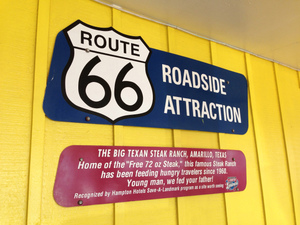 ROUTE
66
ROADSIDE
ATTRACTION
THE BIG TEXAN STEAK RANCH, AMARILLO, TEXAS
Home of the "Free 72 oz Steak," this famous Steak Ranch
has been feeding hungry travelers since 1960.
Young man, we fed your father!
Recognized by Hampton Hotels Save-A-Landmark program as a site worth seeing